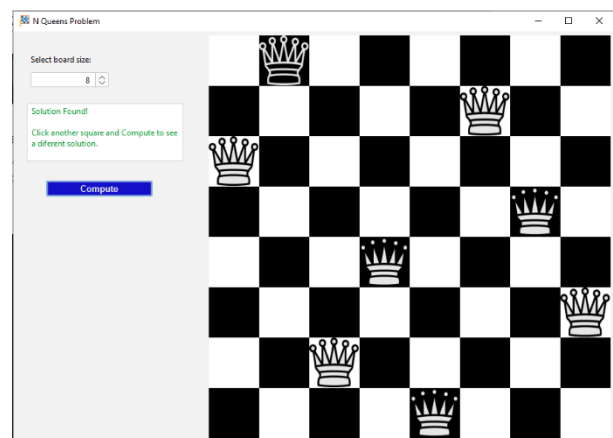 N Queens Problem
Select board size:
8
Solution Found!
Click another square and Compute to see
a diferent solution.
Compute